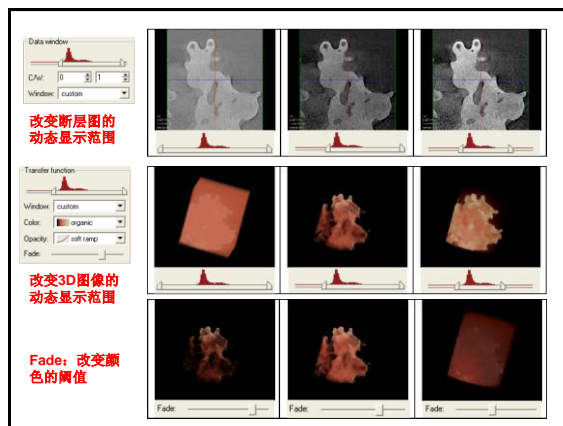 Data window
C/W: 0 1
Window: custom
改变断层图的
动态显示范围
Transfer function
Window: custom
Color: organic
Opacity: soft ramp
Fade:
改变3D图像的
动态显示范围
Fade：改变颜
色的阈值
Fade:
Fade:
Fade: